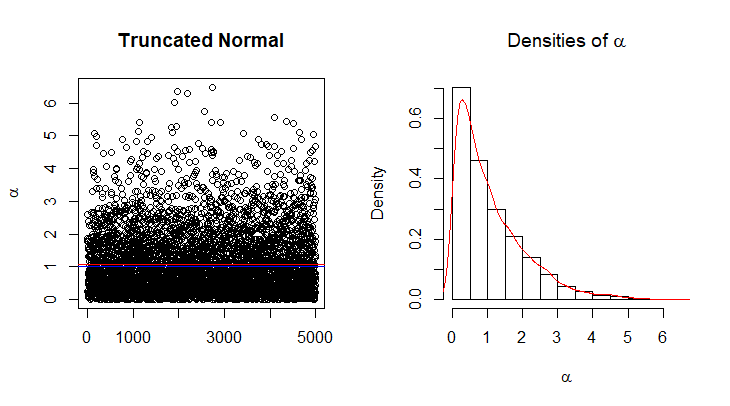 Truncated Normal
α
6
5
4
3
2
1
0
0 1000 3000 5000
Densities of α
Density
0.6
0.4
0.2
0.0
0 1 2 3 4 5 6
α